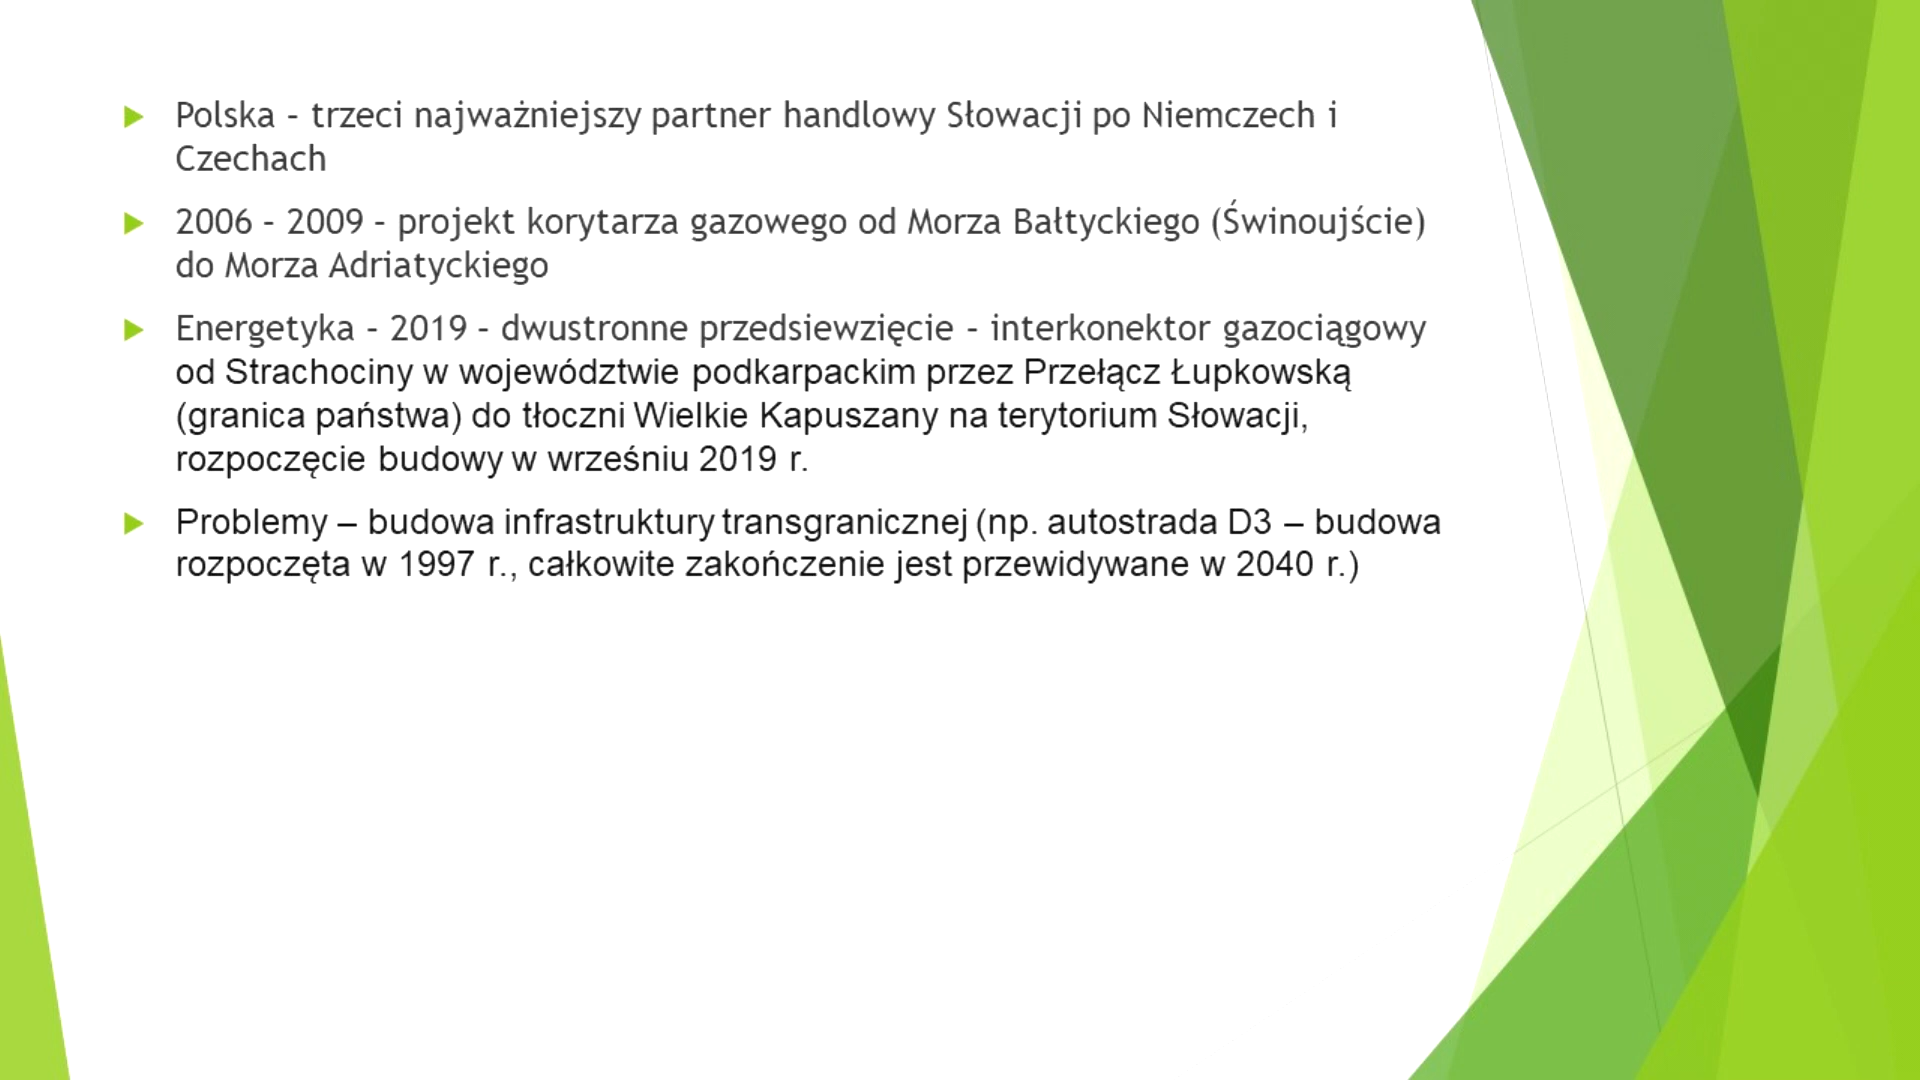 Polska – trzeci najważniejszy partner handlowy Słowacji po Niemczech i
Czechach
2006 – 2009 – projekt korytarza gazowego od Morza Bałtyckiego (Świnoujście)
do Morza Adriatyckiego
Energetyka – 2019 – dwustronne przedsiewzięcie – interkonektor gazociągowy
od Strachociny w województwie podkarpackim przez Przełącz Łupkowską
(granica państwa) do tłoczni Wielkie Kapuszany na terytorium Słowacji,
rozpoczęcie budowy w wrześniu 2019 r.
Problemy – budowa infrastruktury transgranicznej (np. autostrada D3 – budowa
rozpoczęta w 1997 r., całkowite zakończenie jest przewidywane w 2040 r.)